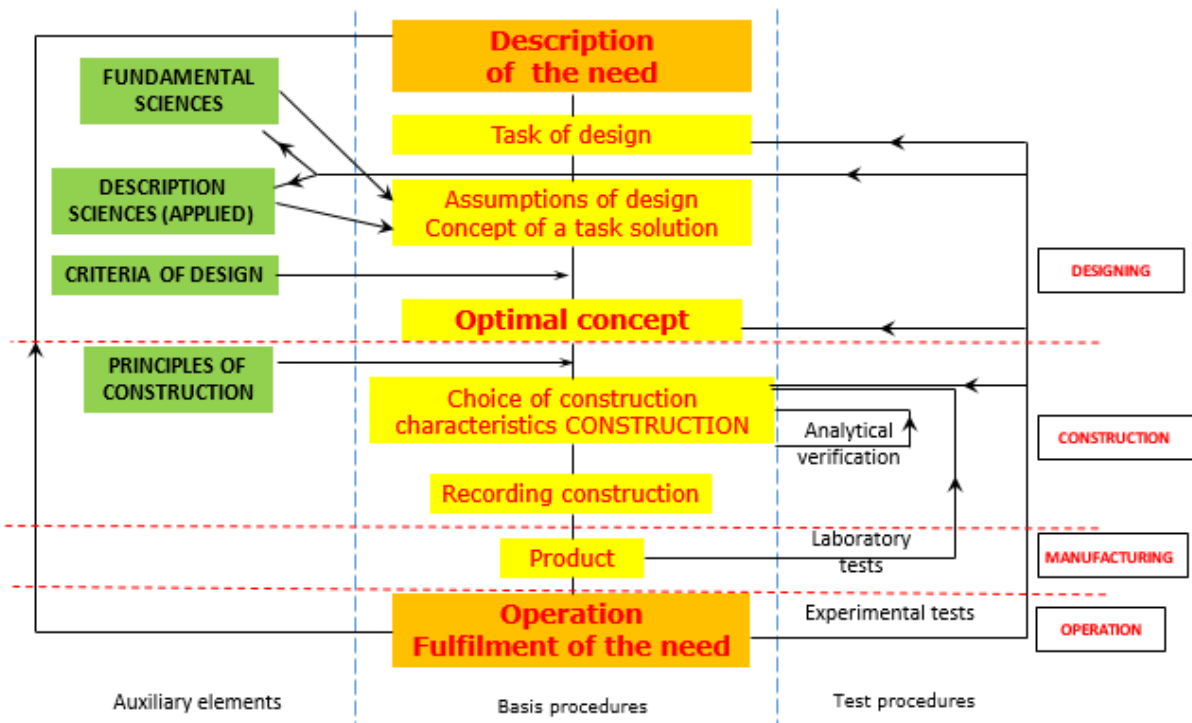 Description
of the need
FUNDAMENTAL
SCIENCES
Task of design
DESCRIPTION
SCIENCES (APPLIED)
Assumptions of design
Concept of a task solution
CRITERIA OF DESIGN
DESIGNING
Optimal concept
PRINCIPLES OF
CONSTRUCTION
Choice of construction
characteristics CONSTRUCTION
Analytical
verification
CONSTRUCTION
Recording construction
Product
Laboratory
tests
MANUFACTURING
Operation
Fulfilment of the need
Experimental tests
OPERATION
Auxiliary elements
Basis procedures
Test procedures